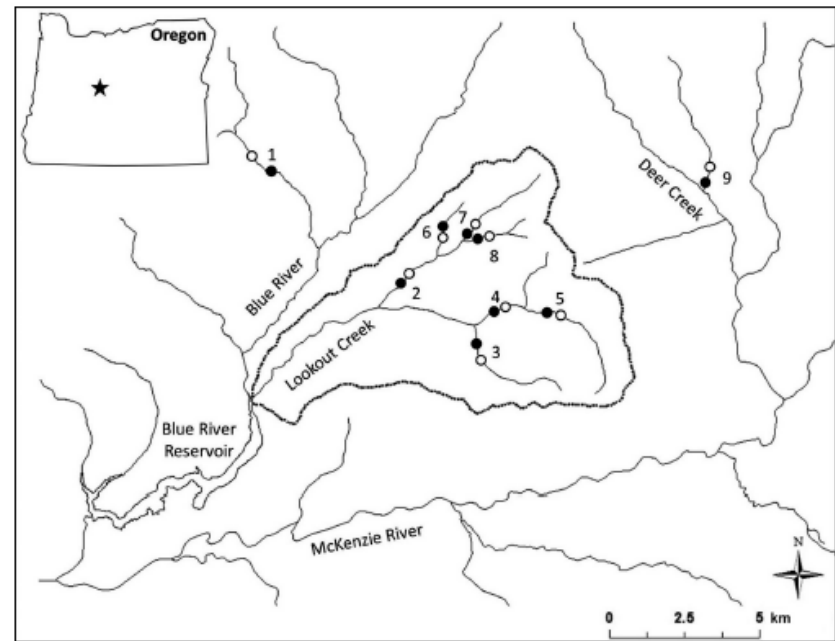 Oregon
1
9
Deer Creek
7
6
8
Blue River
2
4
5
Lookout Creek
3
Blue River
Reservoir
McKenzie River
N
0 2.5 5 km